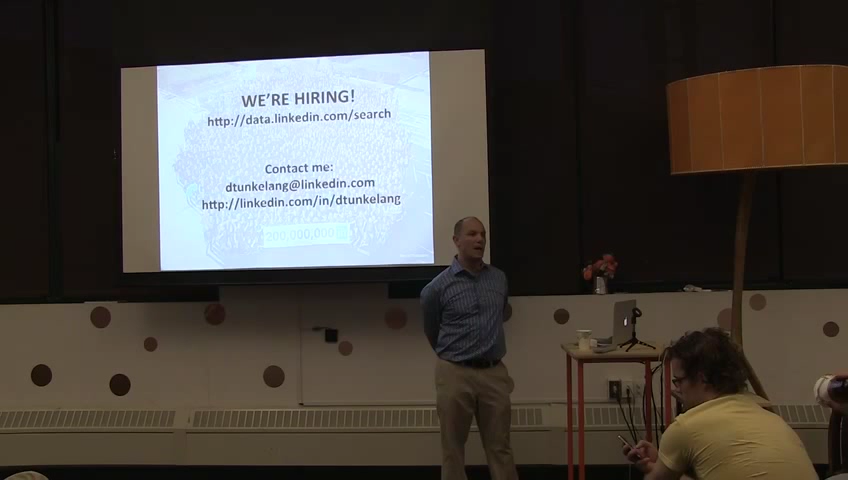 WE'RE HIRING!
http://data.linkedin.com/search
Contact me:
dtunkelang@linkedin.com
http://linkedin.com/in/dtunkelang
200,000,000